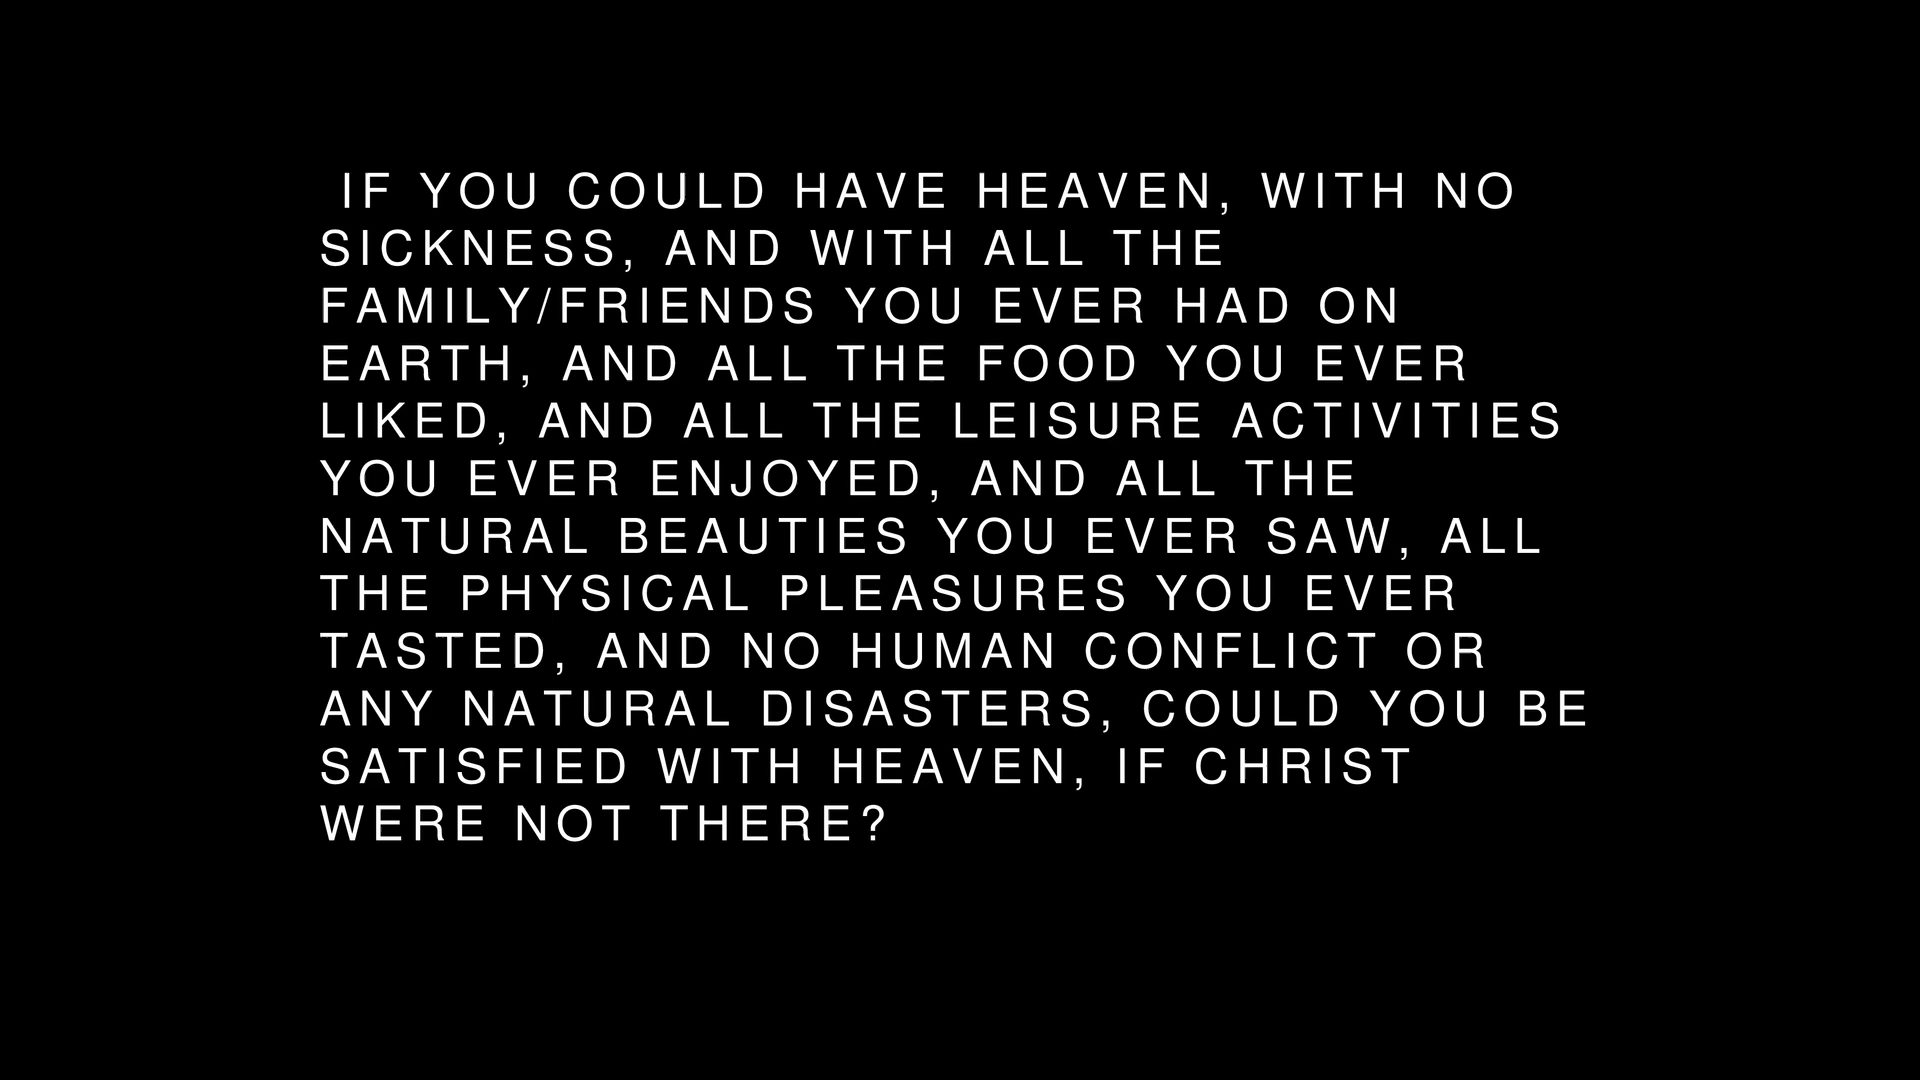 IF YOU COULD HAVE HEAVEN, WITH NO
SICKNESS, AND WITH ALL THE
FAMILY/FRIENDS YOU EVER HAD ON
EARTH, AND ALL THE FOOD YOU EVER
LIKED, AND ALL THE LEISURE ACTIVITIES
YOU EVER ENJOYED, AND ALL THE
NATURAL BEAUTIES YOU EVER SAW, ALL
THE PHYSICAL PLEASURES YOU EVER
TASTED, AND NO HUMAN CONFLICT OR
ANY NATURAL DISASTERS, COULD YOU BE
SATISFIED WITH HEAVEN, IF CHRIST
WERE NOT THERE?